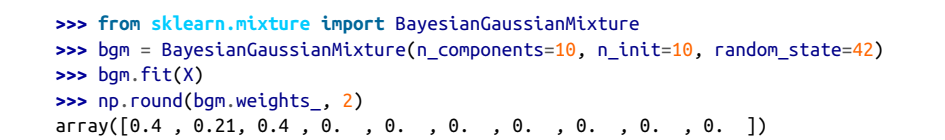 >>> from sklearn.mixture import BayesianGaussianMixture
>>> bgm = BayesianGaussianMixture(n_components=10, n_init=10, random_state=42)
>>> bgm.fit(X)
>>> np.round(bgm.weights_, 2)
array([0.4 , 0.21, 0.4 , 0.  , 0.  , 0.  , 0.  , 0.  , 0.  , 0.  ])